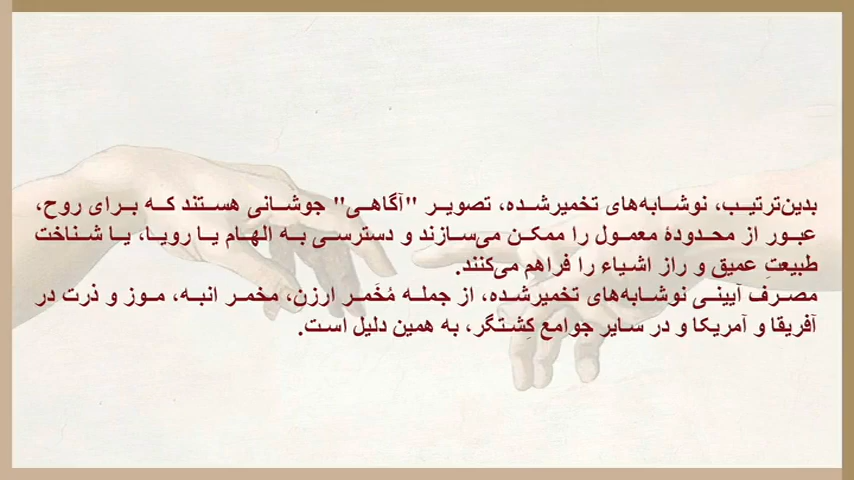 بدین‌ترتیب، نوشابه‌های تخمیرشده، تصویر "آگاهی" جوشانی هستند که برای روح،
عبور از محدودهٔ معمول را ممکن می‌سازند و دسترسی به الهام یا رویا، یا شناخت
طبیعتِ عمیق و راز اشیاء را فراهم می‌کنند.
مصرف آیینی نوشابه‌های تخمیرشده، از جمله مُخَمر ارزن، مخمر انبه، موز و ذرت در
آفریقا و آمریکا و در سایر جوامع کِشتگر، به همین دلیل است.